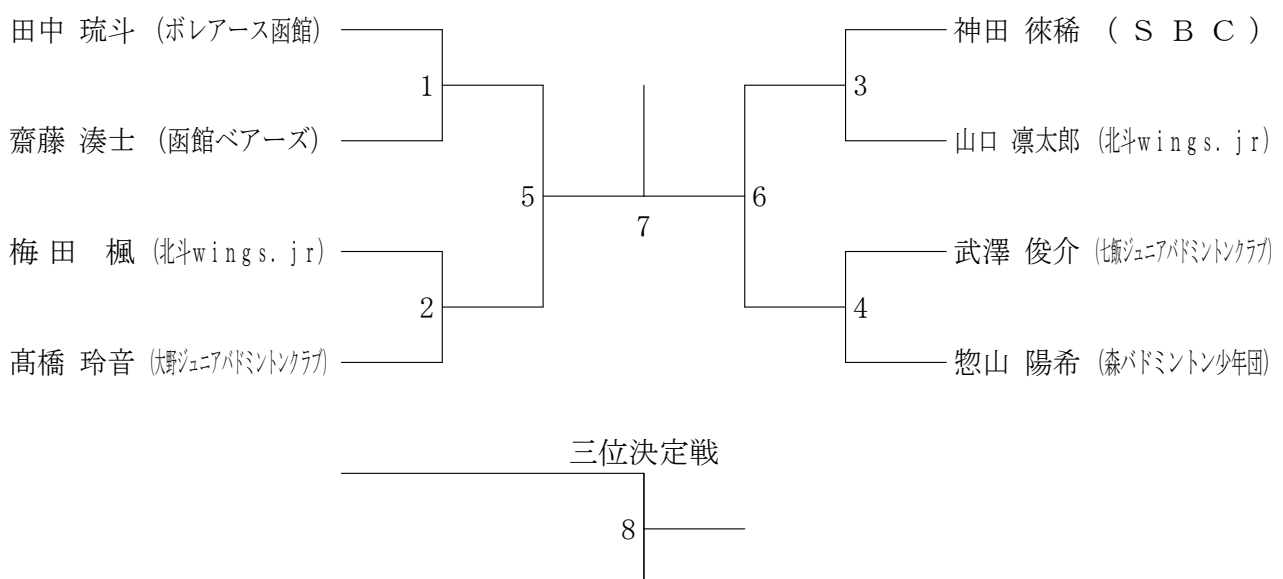 田中 琉斗 (ボレアース函館)
1
齋藤 湊士 (函館ベアーズ)
5
梅田 楓 (北斗wings.jr)
2
髙橋 玲音 (大野ジュニアバドミントンクラブ)
7
神田 徠稀 (SBC)
3
山口 凛太郎 (北斗wings.jr)
6
武澤 俊介 (七飯ジュニアバドミントンクラブ)
4
惣山 陽希 (森バドミントン少年団)
三位決定戦
8